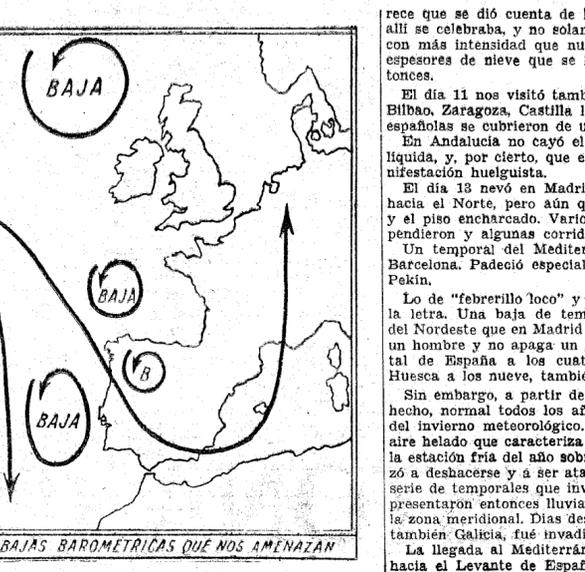 BAJA
BAJA
B
BAJA
BAJAS BAROMÉTRICAS QUE NOS AMENAZAN
rece que se dió cuenta de
allí se celebraba, y no solar
con más intensidad que nu
espesores de nieve que se
tonces.
El día 11 nos visitó tamb
Bilbao, Zaragoza, Castilla l
españolas se cubrieron de u
En Andalucía no cayó el
líquida, y, por cierto, que e
nifestación huelguista.
El día 13 nevó en Madri
hacia el Norte, pero aún q
y el piso encharcado. Vario
pendieron y algunas corrid
Un temporal del Mediter
Barcelona. Padeció especial
Pekín.
Lo de "febrerillo loco" y
la letra. Una baja de tem
del Nordeste que en Madrid
un hombre y no apaga un
tal de España a los cuat
Huesca a los nueve, tambié
Sin embargo, a partir de
hecho, normal todos los añ
del invierno meteorológico.
aire helado que caracteriza
la estación fría del año sobr
zó a deshacerse y a ser ata
serie de temporales que inv
presentaron entonces lluvia
la zona meridional. Días des
también Galicia, fué invadi
La llegada al Mediterrán
hacia el Levante de Españ